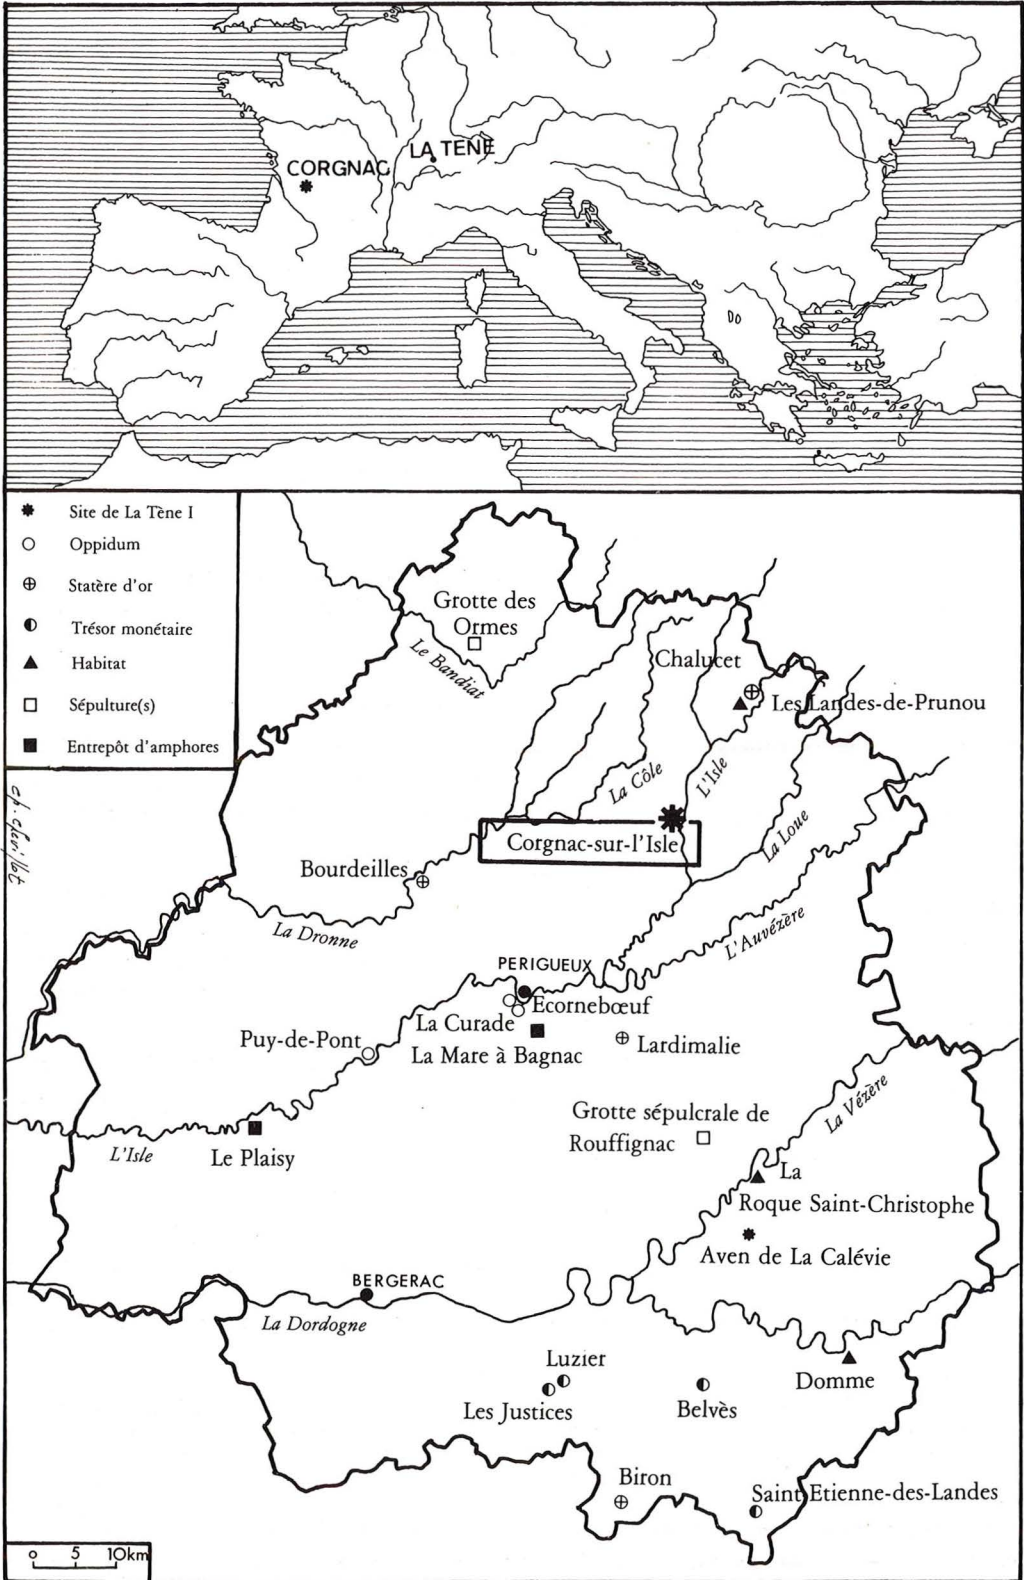 LA TENE
CORGNAC
Site de La Tène I
Oppidum
Statère d'or
Trésor monétaire
Habitat
Sépulture(s)
Entrepôt d'amphores
Grotte des
Ormes
Le Bandiat
Chalucet
Les Landes-de-Prunou
La Côle
L'Isle
La Loue
Corgnac-sur-l'Isle
Bourdeilles
La Dronne
L'Auvézère
PERIGUEUX
Ecornebœuf
La Curade
La Mare à Bagnac
Puy-de-Pont
Lardimalie
La Vézère
Grotte sépulcrale de
Rouffignac
L'Isle
Le Plaisy
La
Roque Saint-Christophe
Aven de La Calévie
BERGERAC
La Dordogne
Luzier
Les Justices
Belvès
Domme
Biron
Saint Etienne-des-Landes
0 5 10km